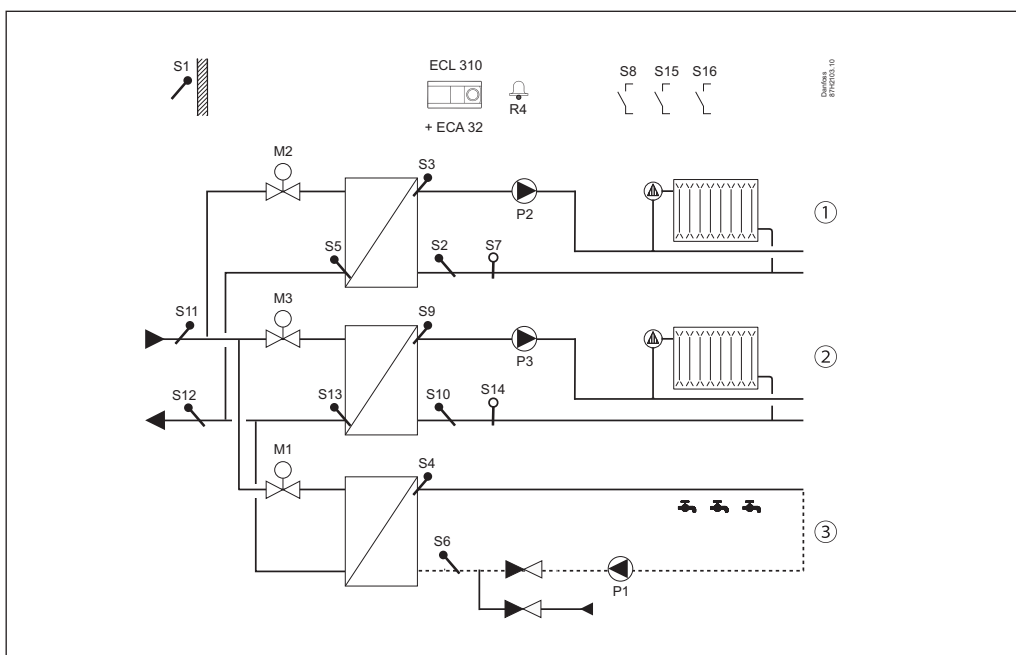 S1
ECL 310
+ ECA 32
R4
S8 S15 S16
Danfoss
87H2103.10
M2
S3
P2
S5
S2
S7
1
S11
M3
S9
P3
S12
S13
S10
S14
2
M1
S4
S6
P1
3